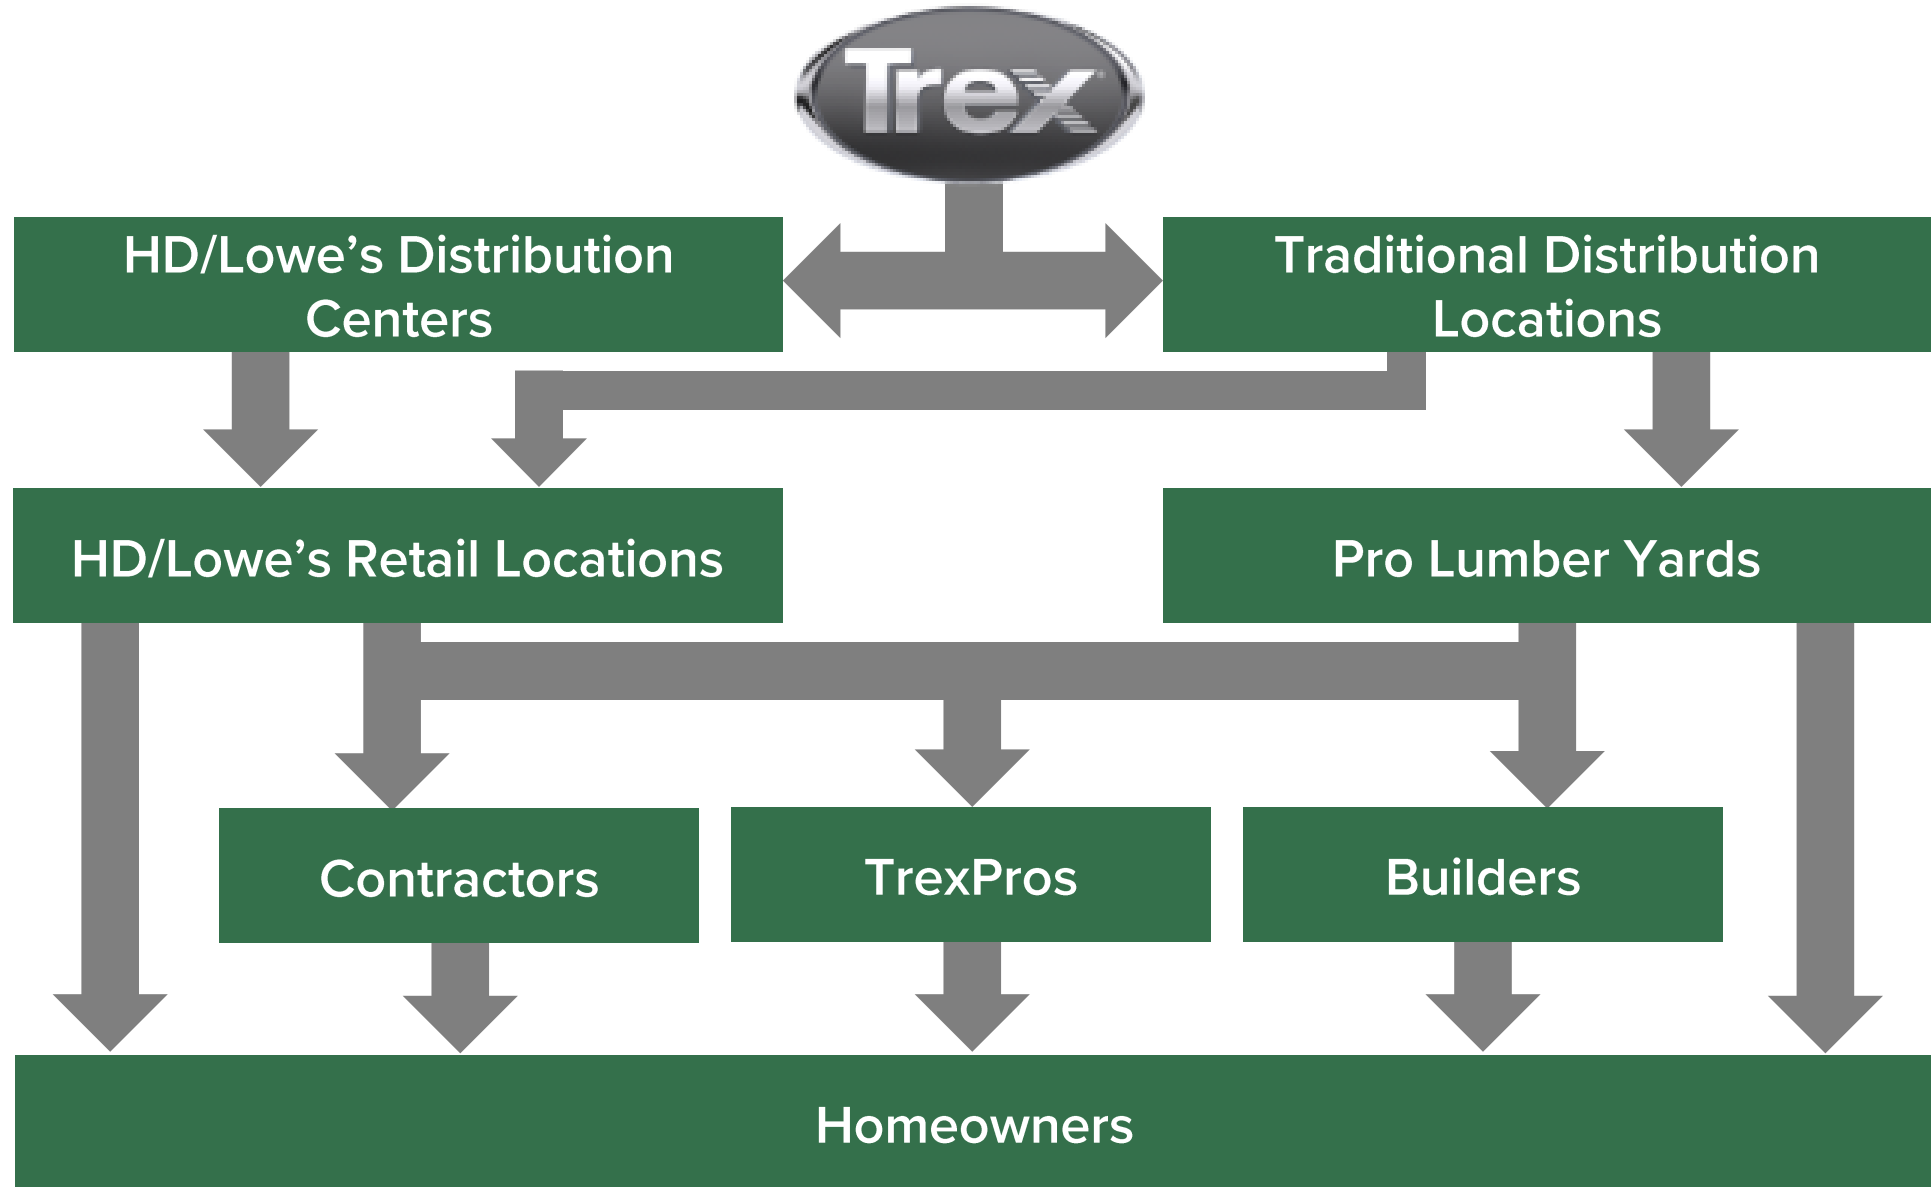 Trex
HD/Lowe’s Distribution
Centers
Traditional Distribution
Locations
HD/Lowe’s Retail Locations
Pro Lumber Yards
Contractors
TrexPros
Builders
Homeowners